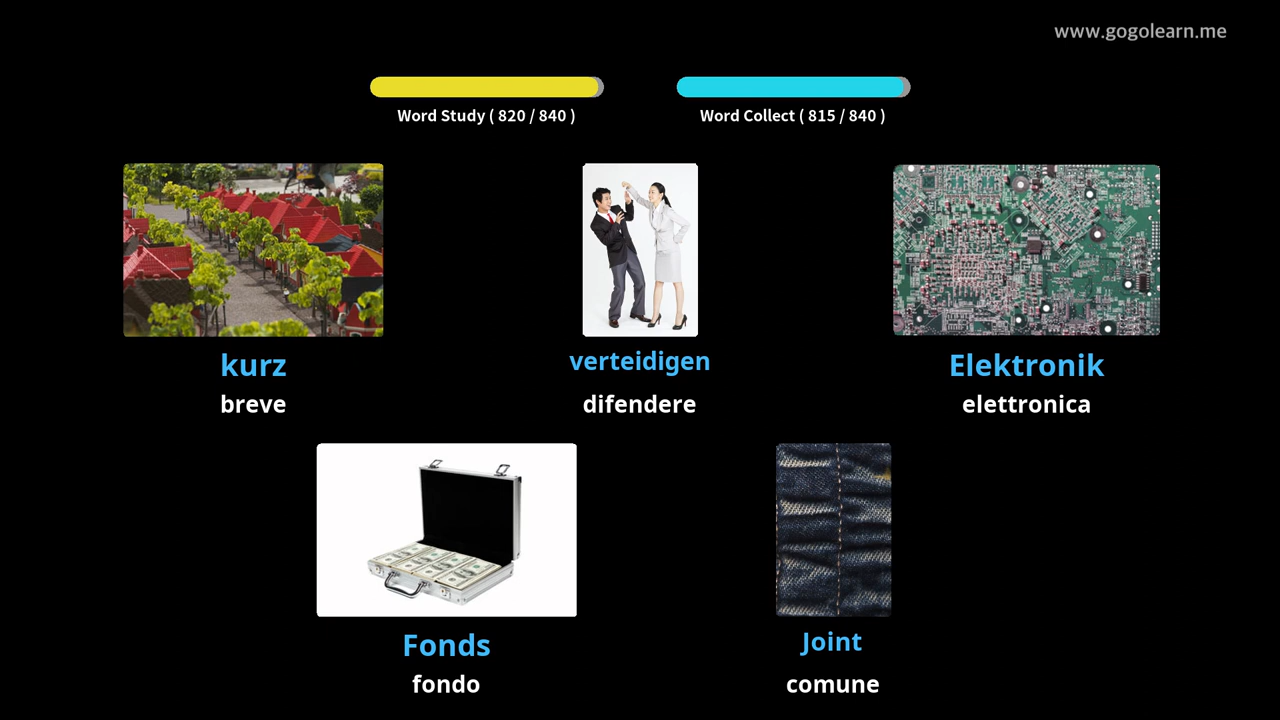 www.gogolearn.me
Word Study ( 820 / 840 )
Word Collect ( 815 / 840 )
kurz
breve
verteidigen
difendere
Elektronik
elettronica
Fonds
fondo
Joint
comune